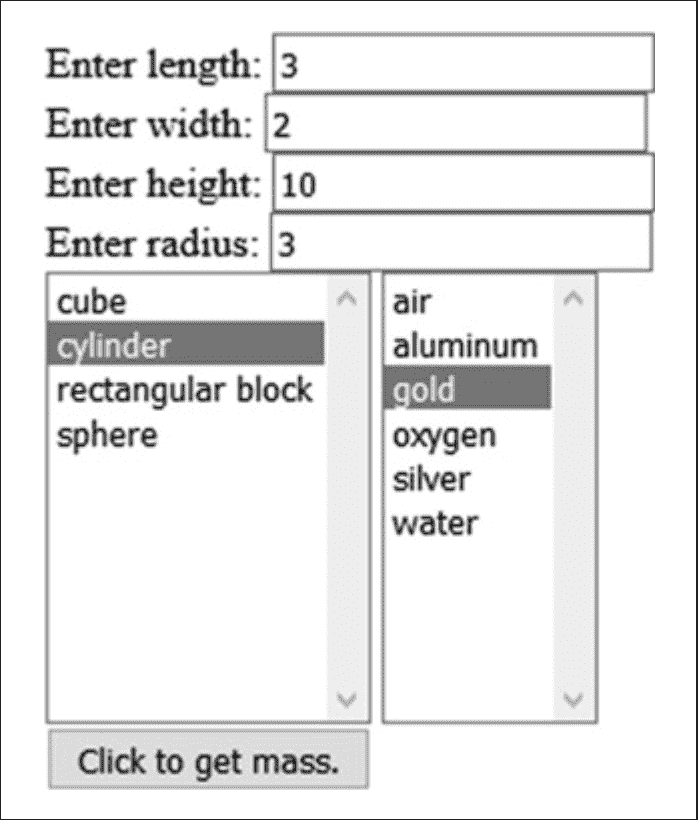 Enter length: 3
Enter width: 2
Enter height: 10
Enter radius: 3
cube
cylinder
rectangular block
sphere
air
aluminum
gold
oxygen
silver
water
Click to get mass.